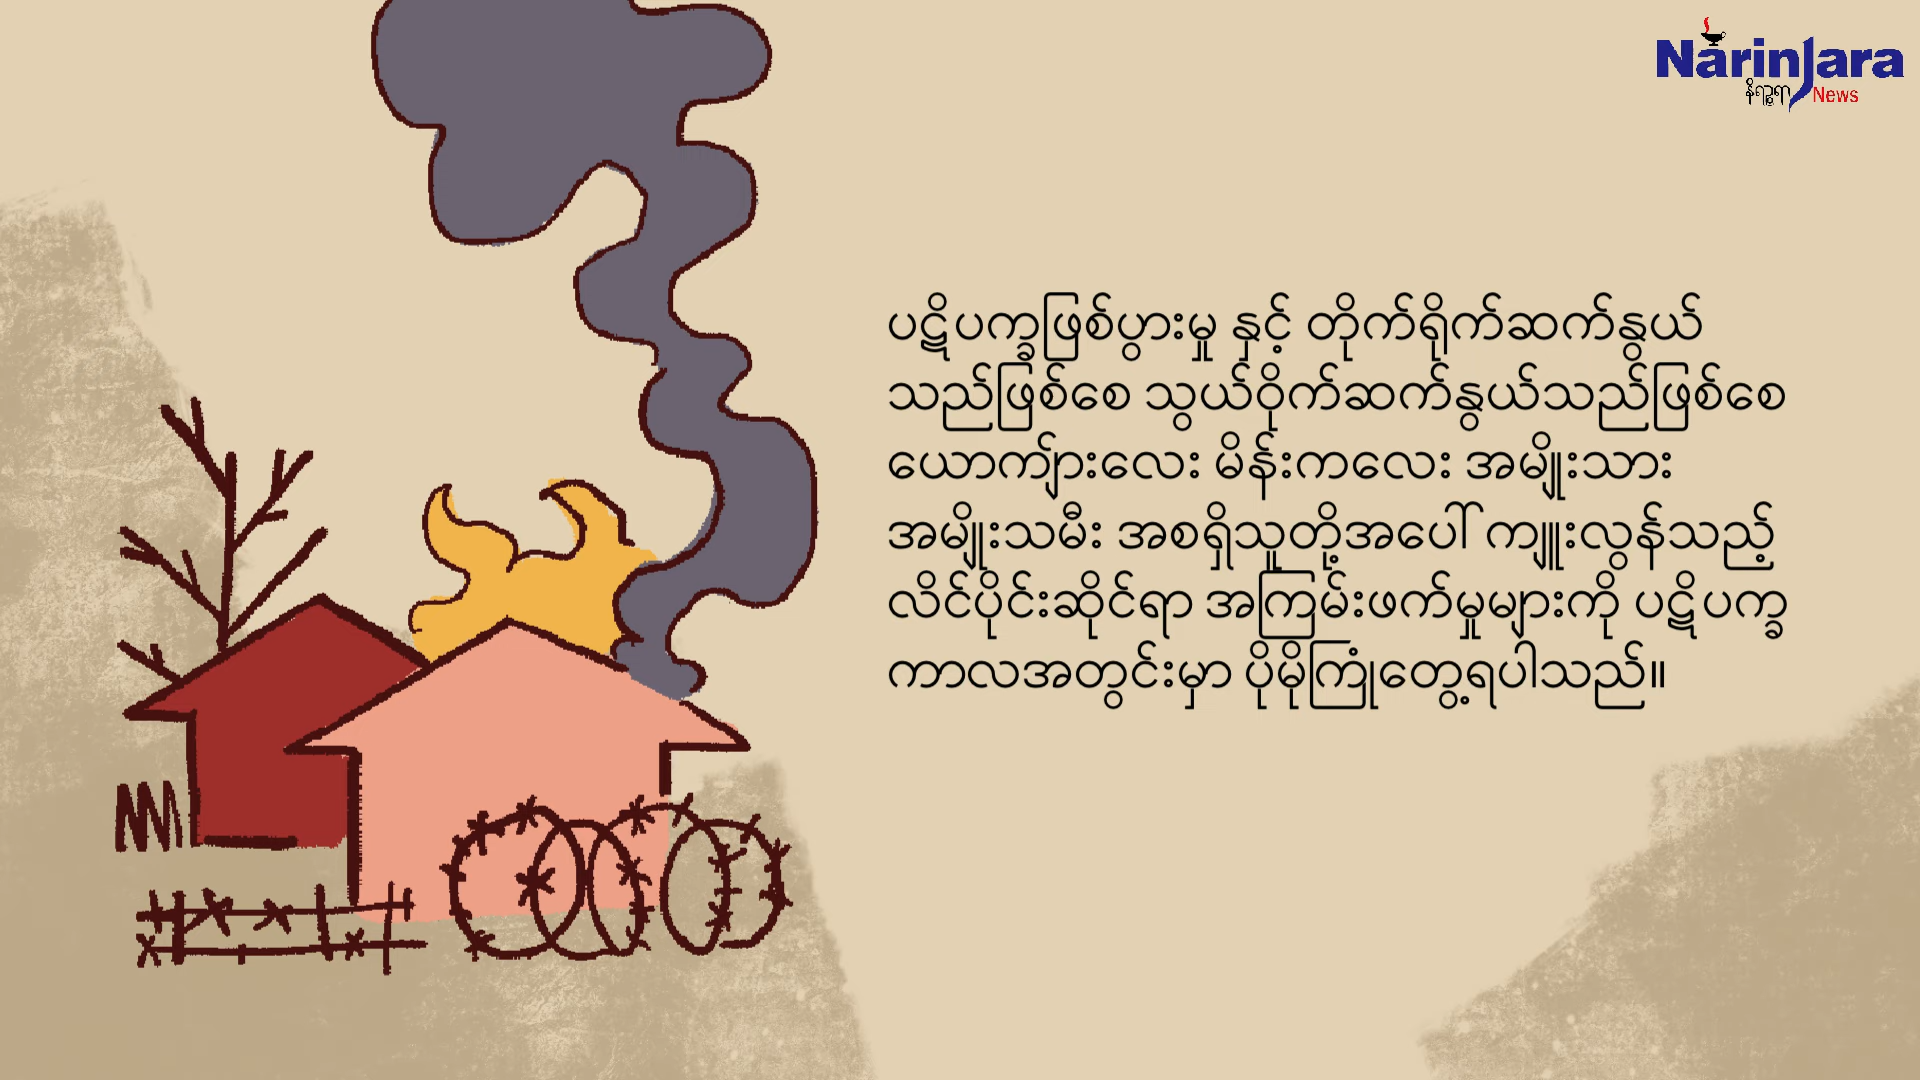 NarinJara
နိရဉ္စရာ News
ပဋိပက္ခဖြစ်ပွားမှု နှင့် တိုက်ရိုက်ဆက်နွယ်
သည်ဖြစ်စေ သွယ်ဝိုက်ဆက်နွယ်သည်ဖြစ်စေ
ယောကျ်ားလေး မိန်းကလေး အမျိုးသား
အမျိုးသမီး အစရှိသူတို့အပေါ် ကျူးလွန်သည့်
လိင်ပိုင်းဆိုင်ရာ အကြမ်းဖက်မှုများကို ပဋိပက္ခ
ကာလအတွင်းမှာ ပိုမိုကြုံတွေ့ရပါသည်။